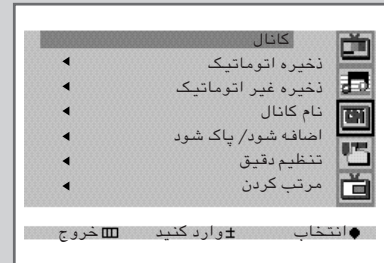 کانال
ذخیره اتوماتیک
ذخیره غیر اتوماتیک
نام کانال
اضافه شود/ پاک شود
تنظیم دقیق
مرتب کردن
انتخاب ±وارد کنید خروج